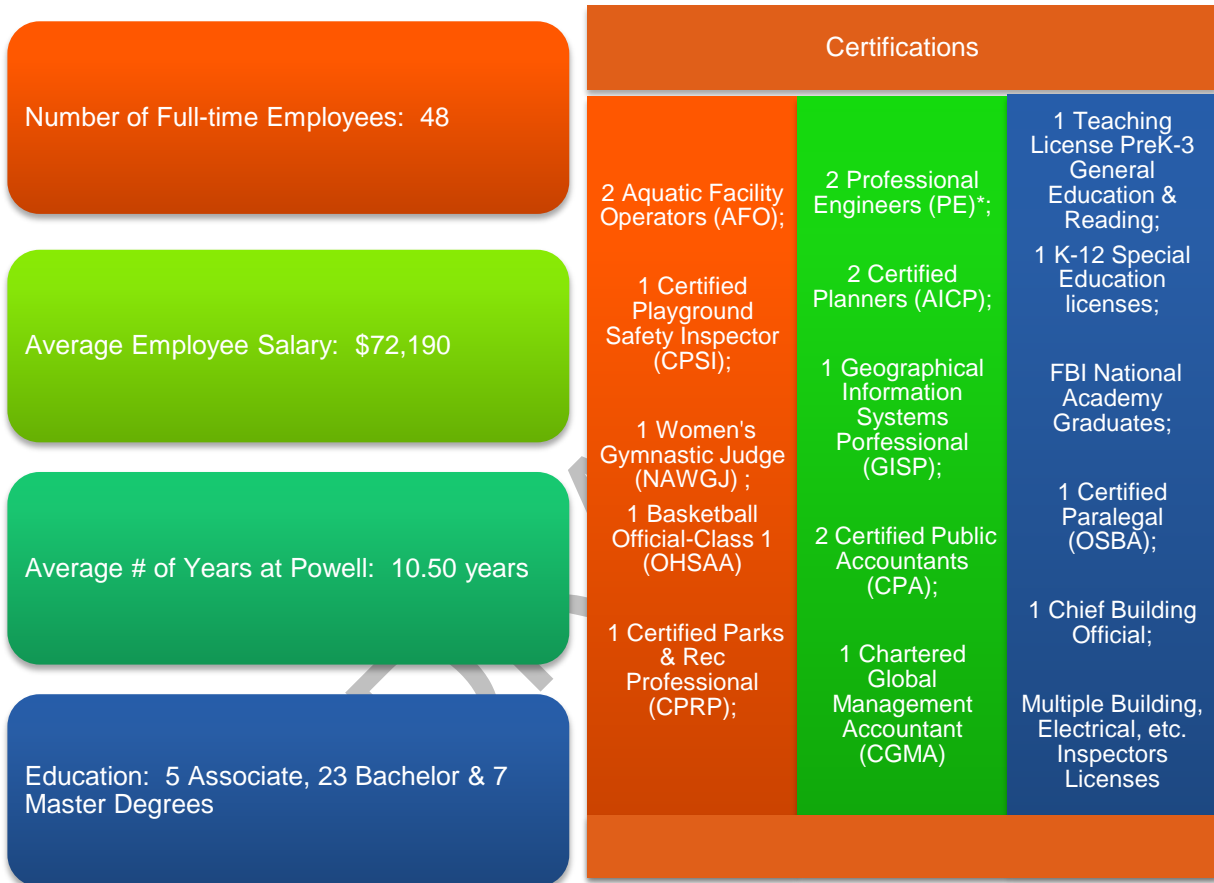 Number of Full-time Employees:  48
Average Employee Salary:  $72,190
Average # of Years at Powell:  10.50 years
Education:  5 Associate, 23 Bachelor & 7
Master Degrees
Certifications
2 Aquatic Facility
Operators (AFO);
1 Certified
Playground
Safety Inspector
(CPSI);
1 Women's
Gymnastic Judge
(NAWGJ) ;
1 Basketball
Official-Class 1
(OHSAA)
1 Certified Parks
& Rec
Professional
(CPRP);
2 Professional
Engineers (PE)*;
2 Certified
Planners (AICP);
1 Geographical
Information
Systems
Porfessional
(GISP);
2 Certified Public
Accountants
(CPA);
1 Chartered
Global
Management
Accountant
(CGMA)
1 Teaching
License PreK-3
General
Education &
Reading;
1 K-12 Special
Education
licenses;
FBI National
Academy
Graduates;
1 Certified
Paralegal
(OSBA);
1 Chief Building
Official;
Multiple Building,
Electrical, etc.
Inspectors
Licenses